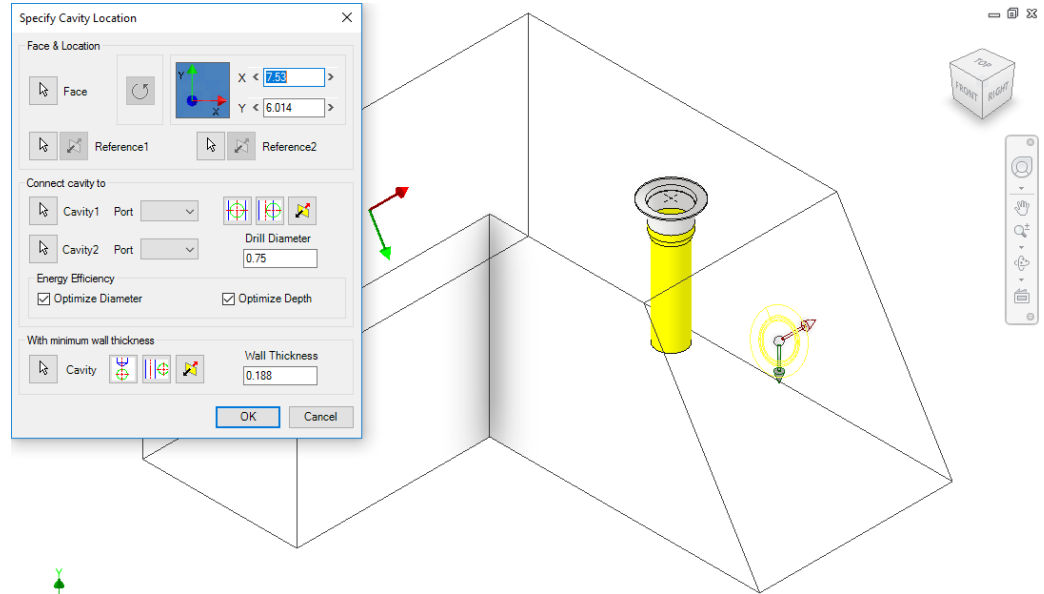 Specify Cavity Location
Face & Location
Face
Y
X
X < 7.53 >
Y < 6.014 >
Reference1
Reference2
Connect cavity to
Cavity1 Port
Cavity2 Port
Drill Diameter
0.75
Energy Efficiency
Optimize Diameter
Optimize Depth
With minimum wall thickness
Cavity
Wall Thickness
0.188
OK
Cancel
TOP
FRONT
RIGHT
Y